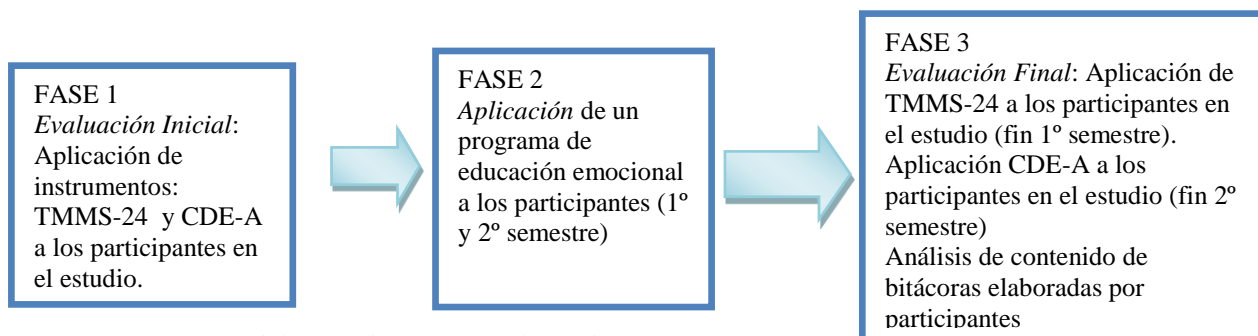 FASE 1
Evaluación Inicial:
Aplicación de
instrumentos:
TMMS-24 y CDE-A
a los participantes en
el estudio.
FASE 2
Aplicación de un
programa de
educación emocional
a los participantes (1º
y 2º semestre)
FASE 3
Evaluación Final: Aplicación de
TMMS-24 a los participantes en
el estudio (fin 1º semestre).
Aplicación CDE-A a los
participantes en el estudio (fin 2º
semestre)
Análisis de contenido de
bitácoras elaboradas por
participantes